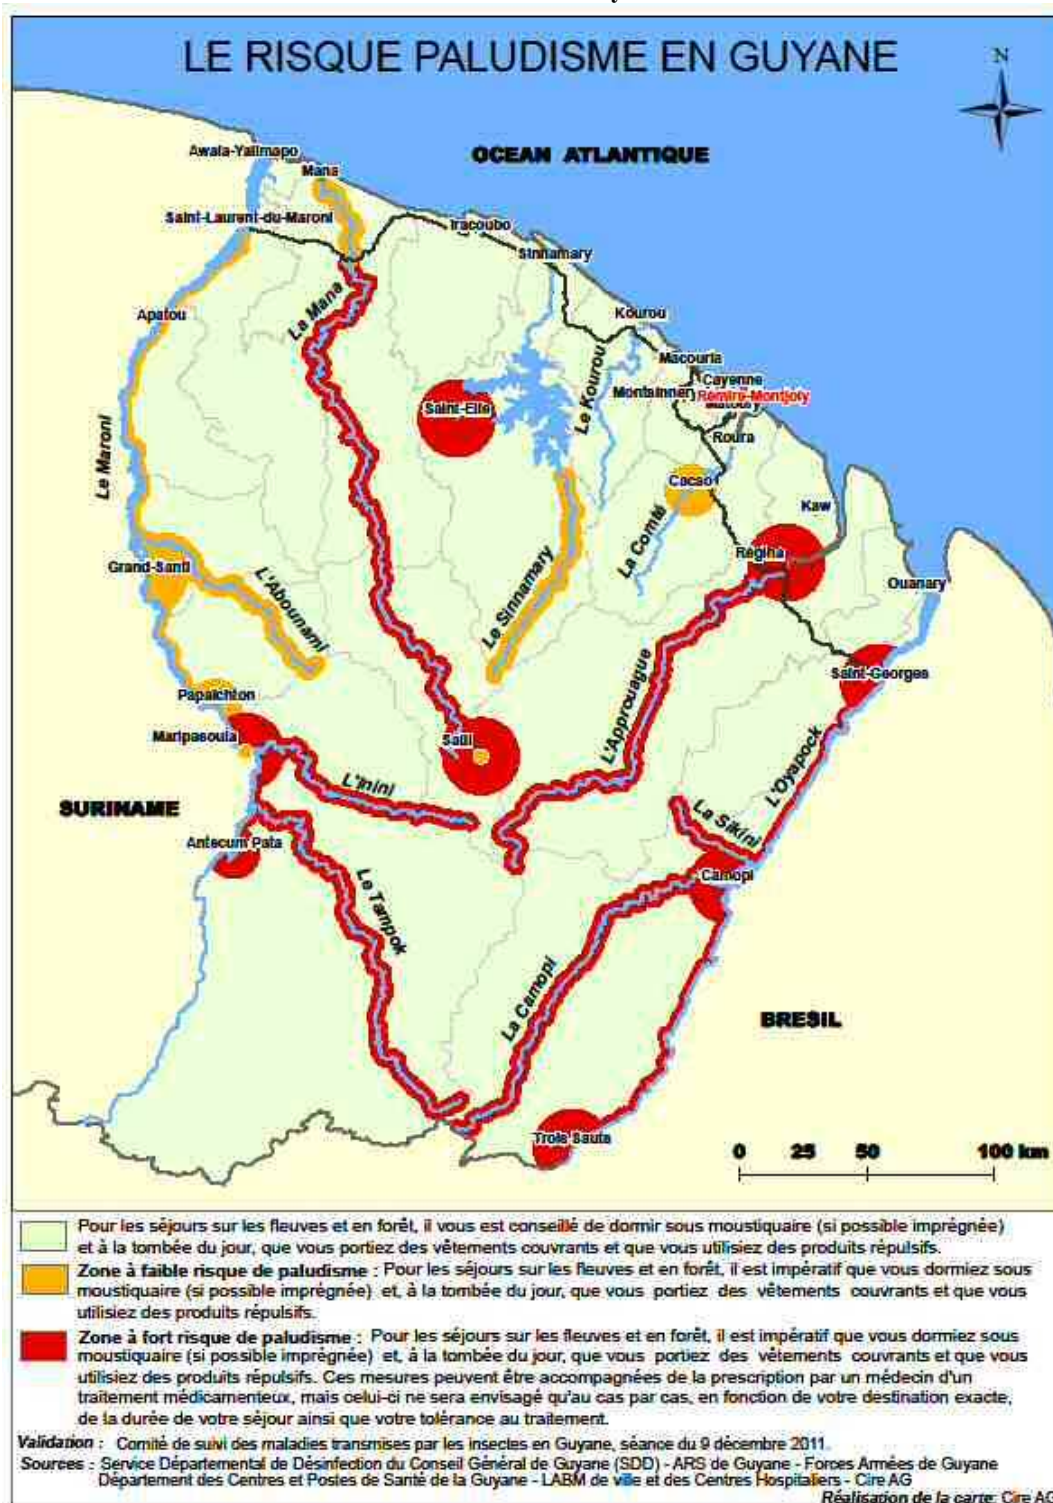 LE RISQUE PALUDISME EN GUYANE
N
OCEAN ATLANTIQUE
Awala-Yalimapo
Mana
Saint-Laurent-du-Maroni
Iracoubo
Sinnamary
La Mana
Apatou
Kourou
Macouria
Cayenne
Montsinnery
Rémire-Montjoly
Matoury
Saint-Elie
Le Kourou
Roura
Le Maroni
Cacao
Kaw
La Comté
Régina
Grand-Santi
L'Abounami
Le Sinnamary
Ouanary
Saint-Georges
L'Approuague
Papaïchton
Maripasoula
Saül
L'Inini
L'Oyapock
La Sikini
SURINAME
Antecum Pata
Camopi
Le Tampok
La Camopi
BRESIL
Trois Sauts
0 25 50 100 km
Pour les séjours sur les fleuves et en forêt, il vous est conseillé de dormir sous moustiquaire (si possible imprégnée)
et à la tombée du jour, que vous portiez des vêtements couvrants et que vous utilisiez des produits répulsifs.
Zone à faible risque de paludisme : Pour les séjours sur les fleuves et en forêt, il est impératif que vous dormiez sous
moustiquaire (si possible imprégnée) et, à la tombée du jour, que vous portiez des vêtements couvrants et que vous
utilisiez des produits répulsifs.
Zone à fort risque de paludisme : Pour les séjours sur les fleuves et en forêt, il est impératif que vous dormiez sous
moustiquaire (si possible imprégnée) et, à la tombée du jour, que vous portiez des vêtements couvrants et que vous
utilisiez des produits répulsifs. Ces mesures peuvent être accompagnées de la prescription par un médecin d'un
traitement médicamenteux, mais celui-ci ne sera envisagé qu'au cas par cas, en fonction de votre destination exacte,
de la durée de votre séjour ainsi que votre tolérance au traitement.
Validation : Comité de suivi des maladies transmises par les insectes en Guyane, séance du 9 décembre 2011.
Sources : Service Départemental de Désinfection du Conseil Général de Guyane (SDD) - ARS de Guyane - Forces Armées de Guyane
Département des Centres et Postes de Santé de la Guyane - LABM de ville et des Centres Hospitaliers - Cire AG
Réalisation de la carte: Cire AG